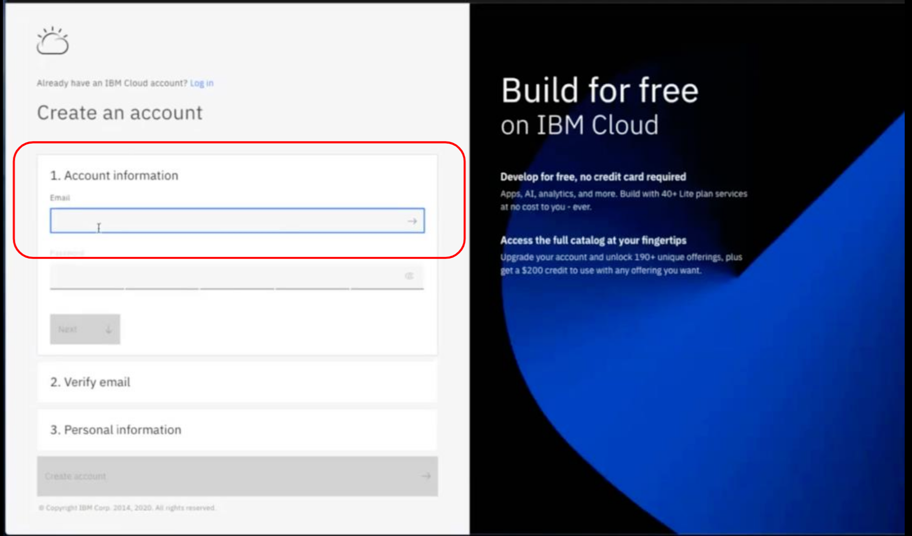 Already have an IBM Cloud account? Log in
Create an account
1. Account information
Email
Password
Next
2. Verify email
3. Personal information
Create account
© Copyright IBM Corp. 2014, 2020. All rights reserved.
Build for free
on IBM Cloud
Develop for free, no credit card required
Apps, AI, analytics, and more. Build with 40+ Lite plan services
at no cost to you - ever.
Access the full catalog at your fingertips
Upgrade your account and unlock 190+ unique offerings, plus
get a $200 credit to use with any offering you want.